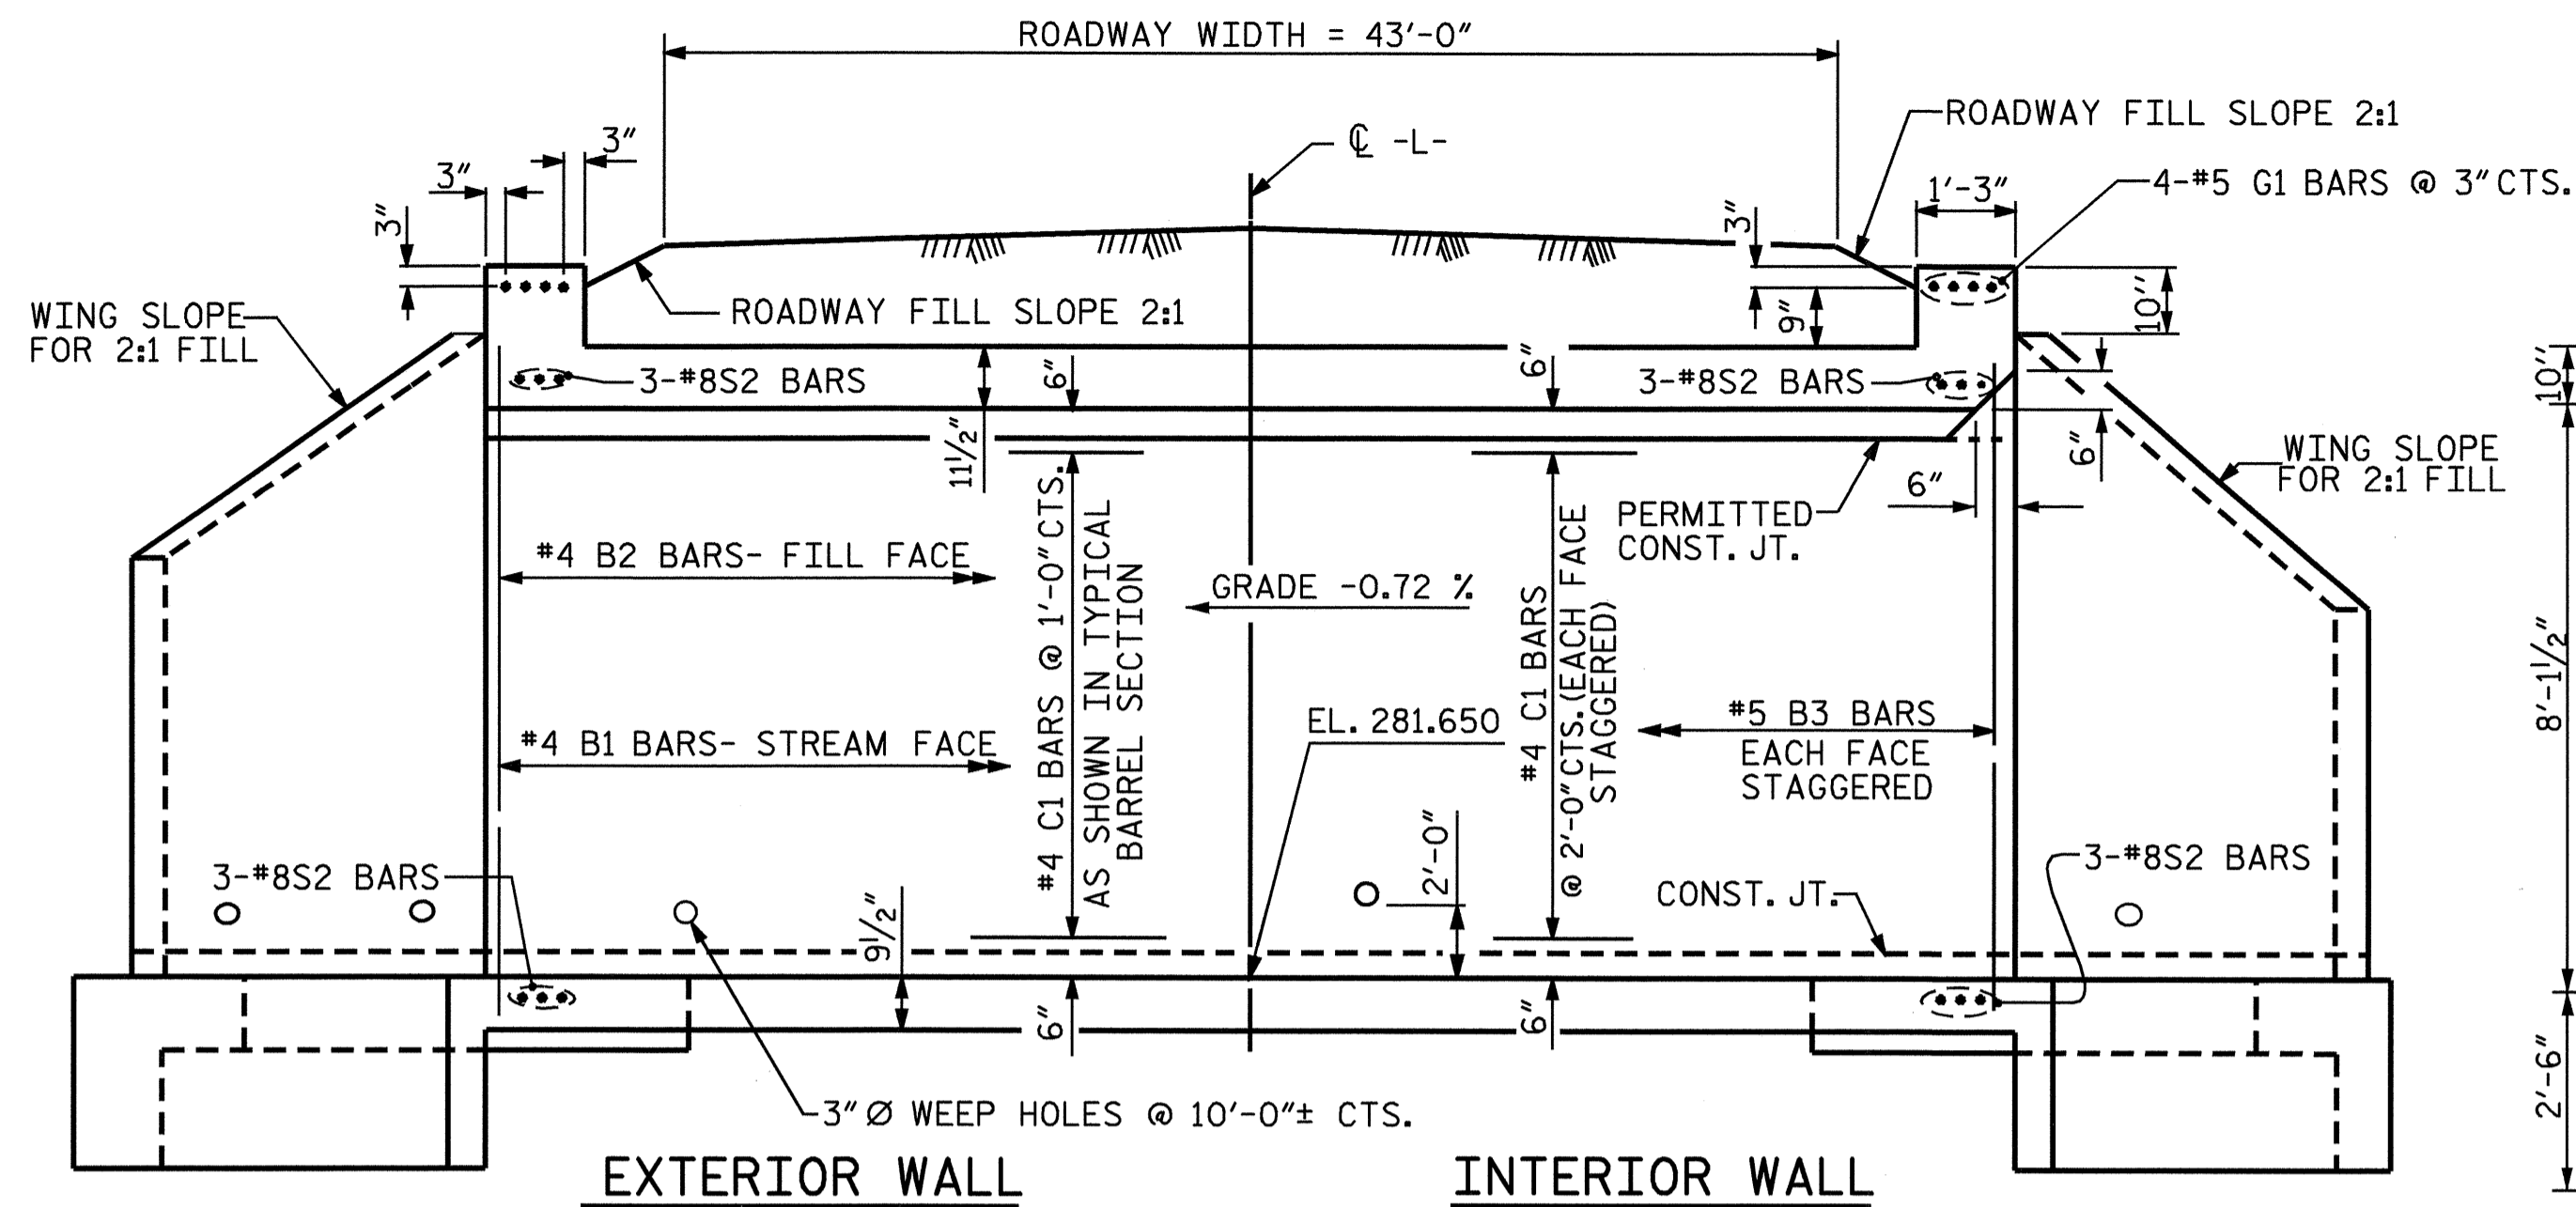 ROADWAY WIDTH = 43'-0"
ROADWAY FILL SLOPE 2:1
℄ -L-
3"
3"
3"
4-#5 G1 BARS @ 3" CTS.
1'-3"
3"
10"
9"
WING SLOPE
FOR 2:1 FILL
ROADWAY FILL SLOPE 2:1
3-#8S2 BARS
6"
6"
3-#8S2 BARS
10"
11½"
6"
6"
WING SLOPE
FOR 2:1 FILL
PERMITTED
CONST. JT.
#4 B2 BARS- FILL FACE
#4 C1 BARS @ 1'-0" CTS.
AS SHOWN IN TYPICAL
BARREL SECTION
GRADE -0.72 %
#4 C1 BARS
@ 2'-0" CTS. (EACH FACE
STAGGERED)
8'-1½"
EL. 281.650
#5 B3 BARS
EACH FACE
STAGGERED
#4 B1 BARS- STREAM FACE
3-#8S2 BARS
2'-0"
CONST. JT.
3-#8S2 BARS
9½"
6"
6"
2'-6"
3" Ø WEEP HOLES @ 10'-0"± CTS.
EXTERIOR WALL
INTERIOR WALL